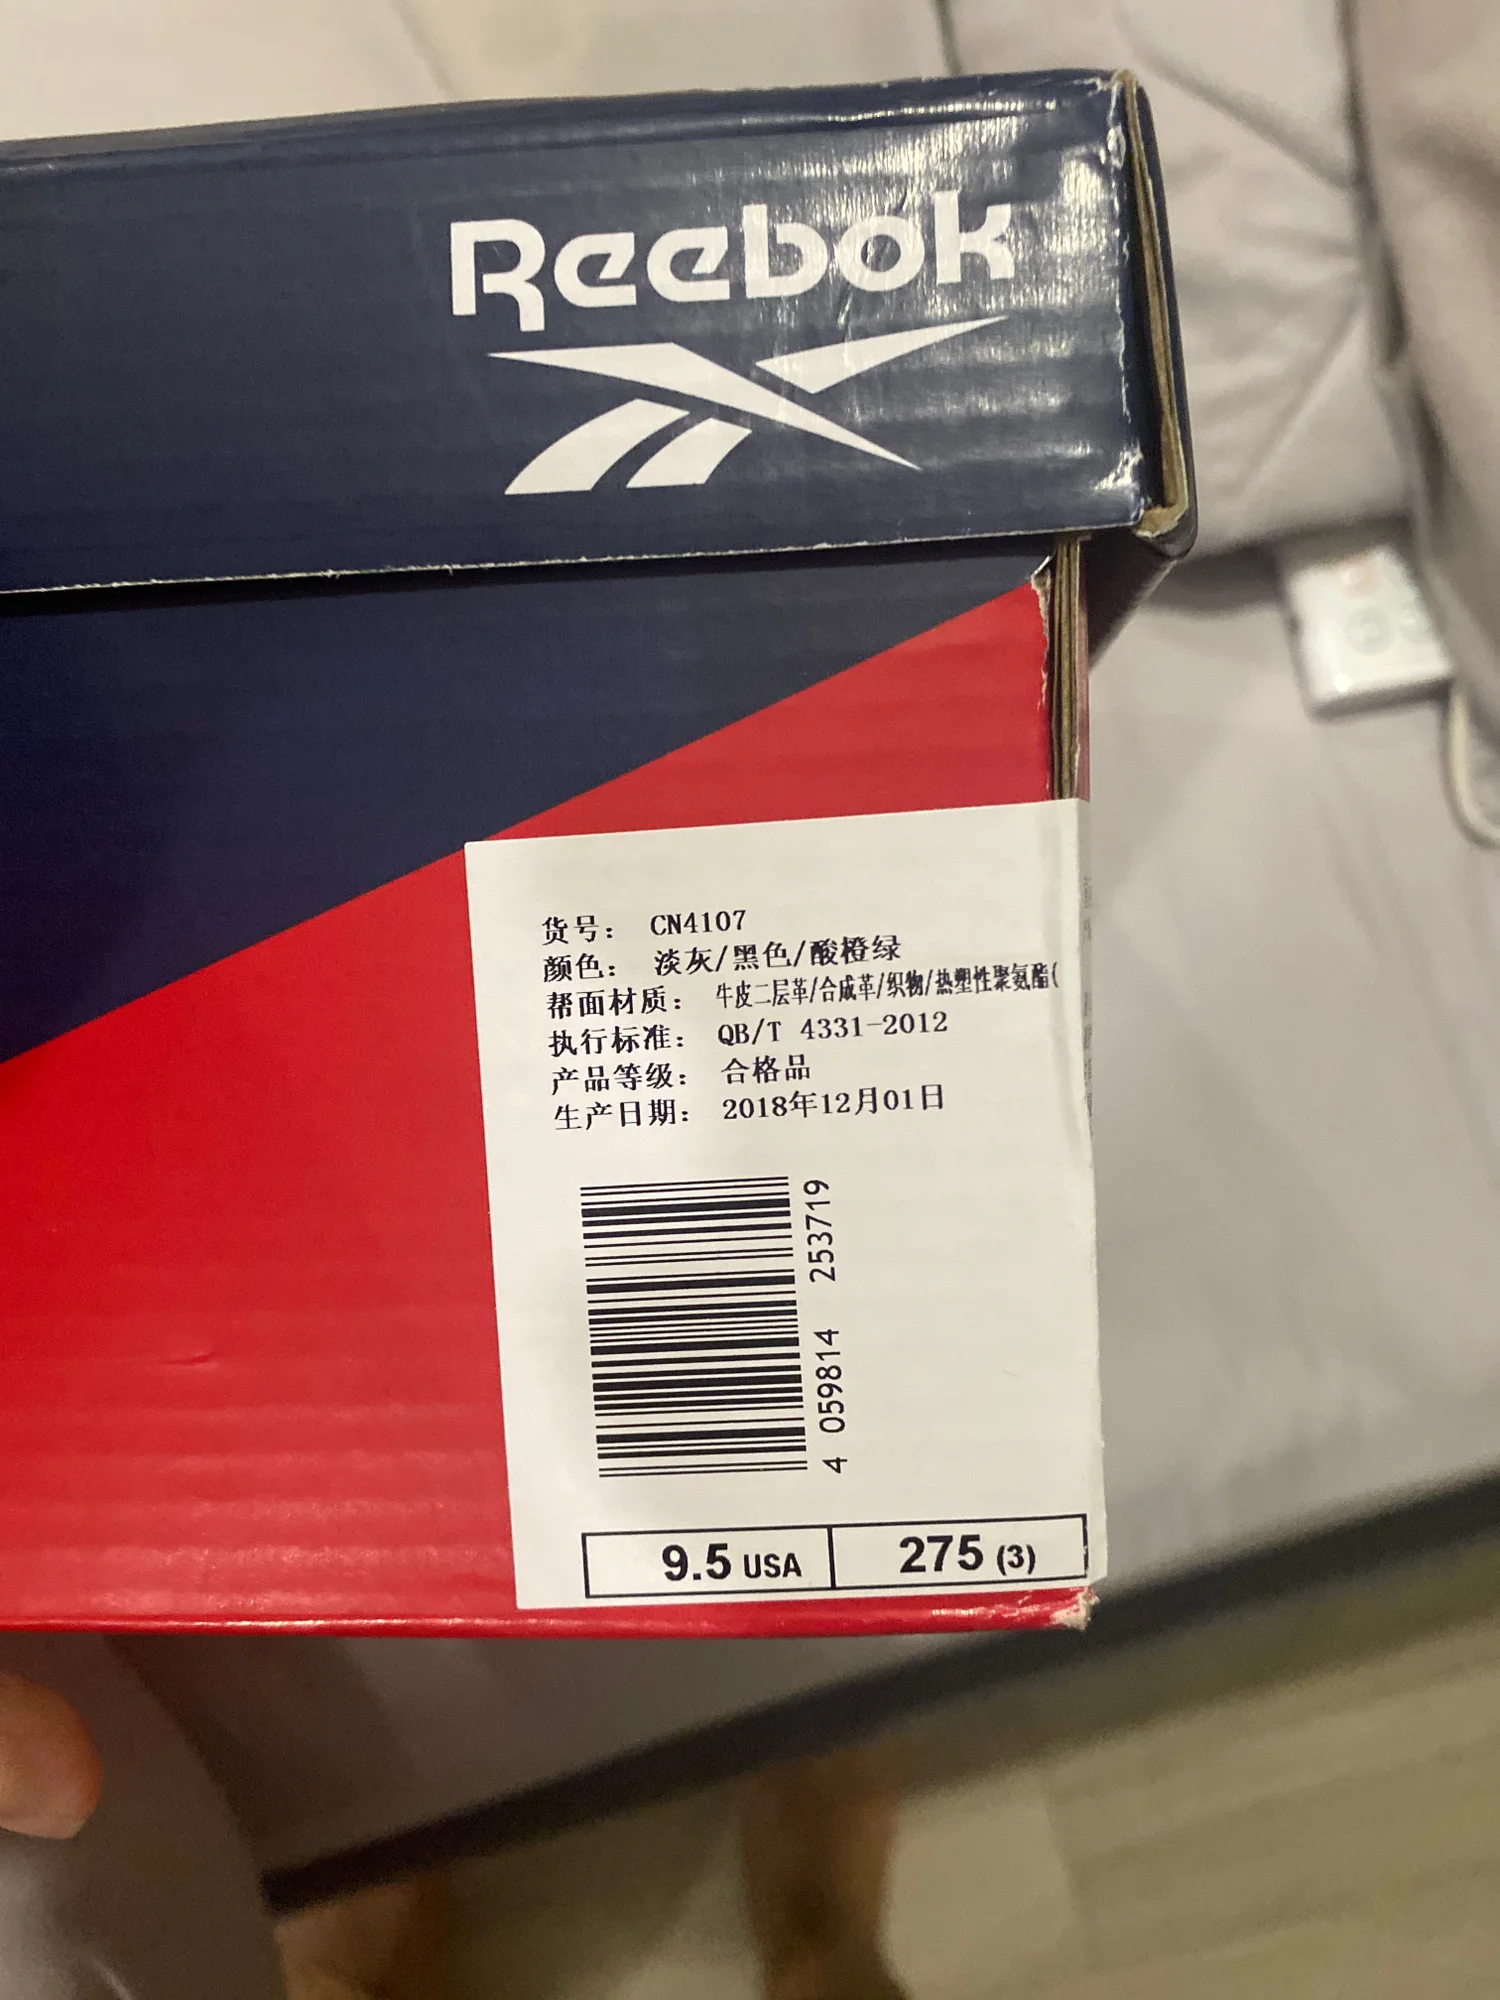 Reebok
货号： CN4107
颜色： 淡灰/黑色/酸橙绿
帮面材质： 牛皮二层革/合成革/织物/热塑性聚氨酯(
执行标准： QB/T 4331-2012
产品等级： 合格品
生产日期： 2018年12月01日
4 059814 253719
9.5 USA 275 (3)